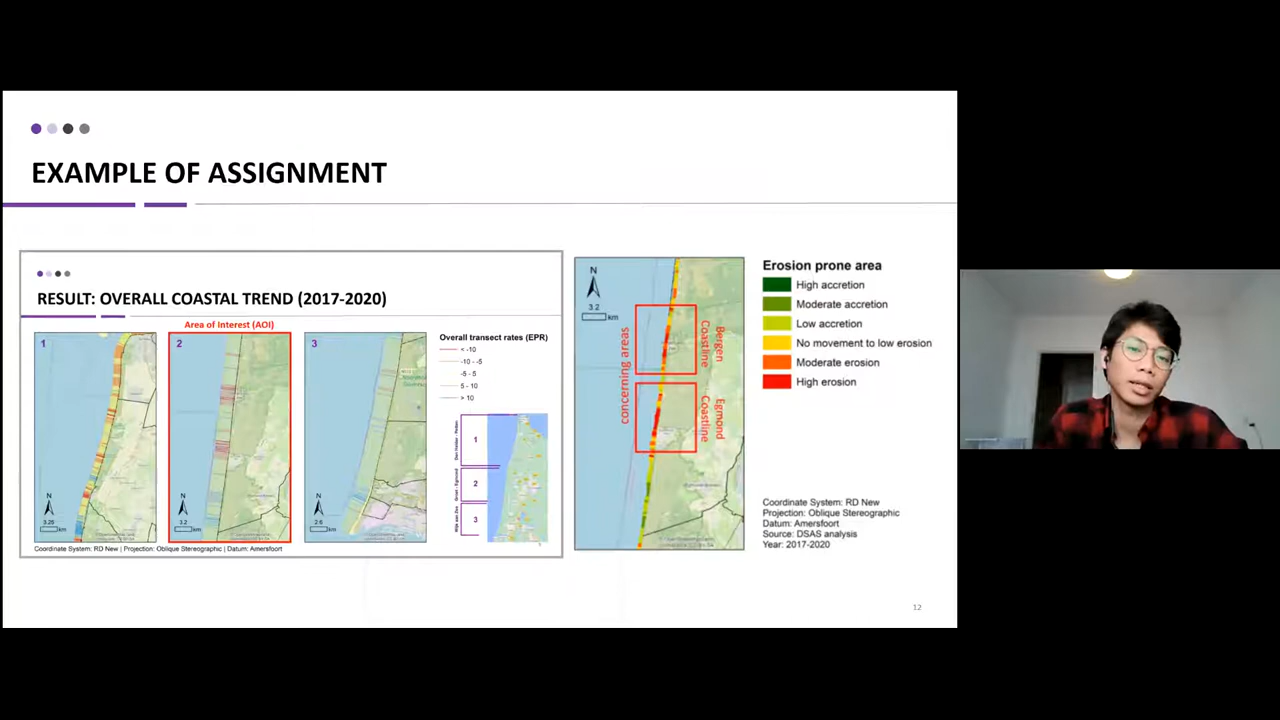 EXAMPLE OF ASSIGNMENT
RESULT: OVERALL COASTAL TREND (2017-2020)
Area of Interest (AOI)
1
2
3
Overall transect rates (EPR)
< -10
-10 - -5
-5 - 5
5 - 10
> 10
1
2
3
N
3.25
km
N
3.2
km
N
2.6
km
Coordinate System: RD New | Projection: Oblique Stereographic | Datum: Amersfoort
N
3.2
km
concerning areas
Bergen
Coastline
Egmond
Coastline
Erosion prone area
High accretion
Moderate accretion
Low accretion
No movement to low erosion
Moderate erosion
High erosion
Coordinate System: RD New
Projection: Oblique Stereographic
Datum: Amersfoort
Source: DSAS analysis
Year: 2017-2020
12